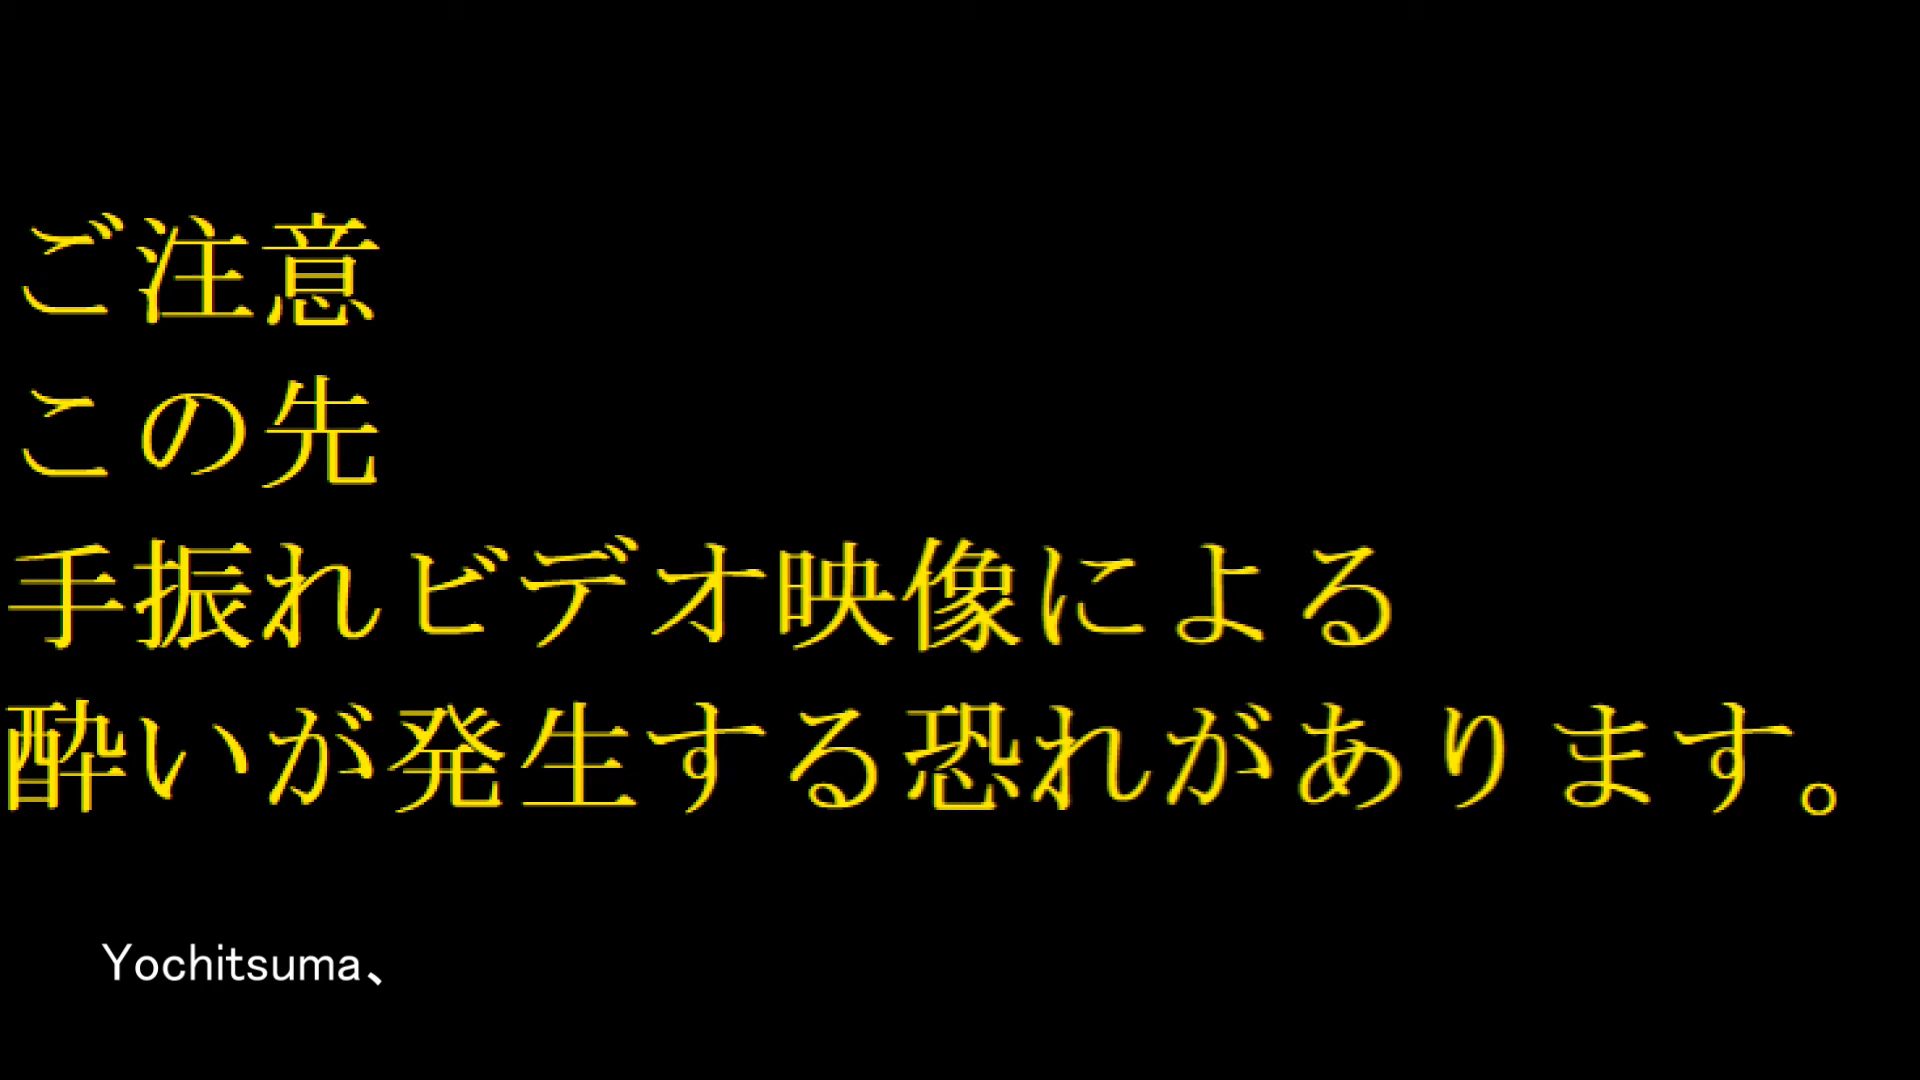 ご注意
この先
手振れビデオ映像による
酔いが発生する恐れがあります。
Yochitsuma、